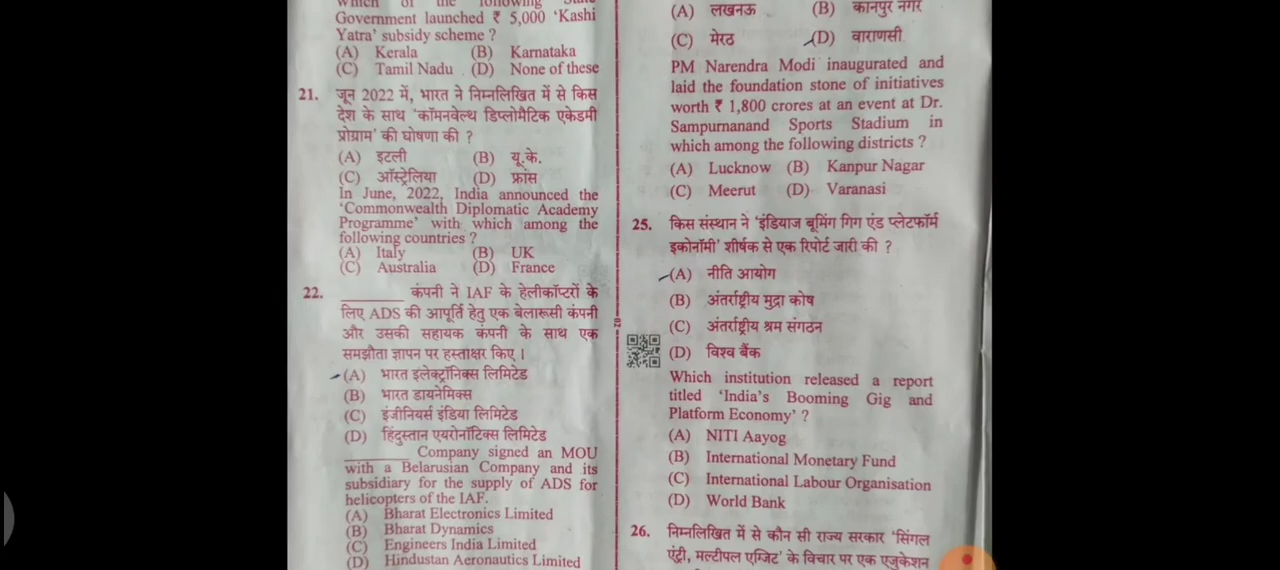 Which of the following State
Government launched ₹ 5,000 ‘Kashi
Yatra’ subsidy scheme ?
(A) Kerala (B) Karnataka
(C) Tamil Nadu (D) None of these
21. जून 2022 में, भारत ने निम्नलिखित में से किस
देश के साथ ‘कॉमनवेल्थ डिप्लोमैटिक एकेडमी
प्रोग्राम’ की घोषणा की ?
(A) इटली (B) यू.के.
(C) ऑस्ट्रेलिया (D) फ्रांस
In June, 2022, India announced the
‘Commonwealth Diplomatic Academy
Programme’ with which among the
following countries ?
(A) Italy (B) UK
(C) Australia (D) France
22. ________ कंपनी ने IAF के हेलीकॉप्टरों के
लिए ADS की आपूर्ति हेतु एक बेलारूसी कंपनी
और उसकी सहायक कंपनी के साथ एक
समझौता ज्ञापन पर हस्ताक्षर किए ।
(A) भारत इलेक्ट्रॉनिक्स लिमिटेड
(B) भारत डायनेमिक्स
(C) इंजीनियर्स इंडिया लिमिटेड
(D) हिंदुस्तान एयरोनॉटिक्स लिमिटेड
________ Company signed an MOU
with a Belarusian Company and its
subsidiary for the supply of ADS for
helicopters of the IAF.
(A) Bharat Electronics Limited
(B) Bharat Dynamics
(C) Engineers India Limited
(D) Hindustan Aeronautics Limited
02
(A) लखनऊ (B) कानपुर नगर
(C) मेरठ (D) वाराणसी
PM Narendra Modi inaugurated and
laid the foundation stone of initiatives
worth ₹ 1,800 crores at an event at Dr.
Sampurnanand Sports Stadium in
which among the following districts ?
(A) Lucknow (B) Kanpur Nagar
(C) Meerut (D) Varanasi
25. किस संस्थान ने ‘इंडियाज बूमिंग गिग एंड प्लेटफॉर्म
इकोनॉमी’ शीर्षक से एक रिपोर्ट जारी की ?
(A) नीति आयोग
(B) अंतर्राष्ट्रीय मुद्रा कोष
(C) अंतर्राष्ट्रीय श्रम संगठन
(D) विश्व बैंक
Which institution released a report
titled ‘India’s Booming Gig and
Platform Economy’ ?
(A) NITI Aayog
(B) International Monetary Fund
(C) International Labour Organisation
(D) World Bank
26. निम्नलिखित में से कौन सी राज्य सरकार ‘सिंगल
एंट्री, मल्टीपल एग्जिट’ के विचार पर एक एजुकेशन